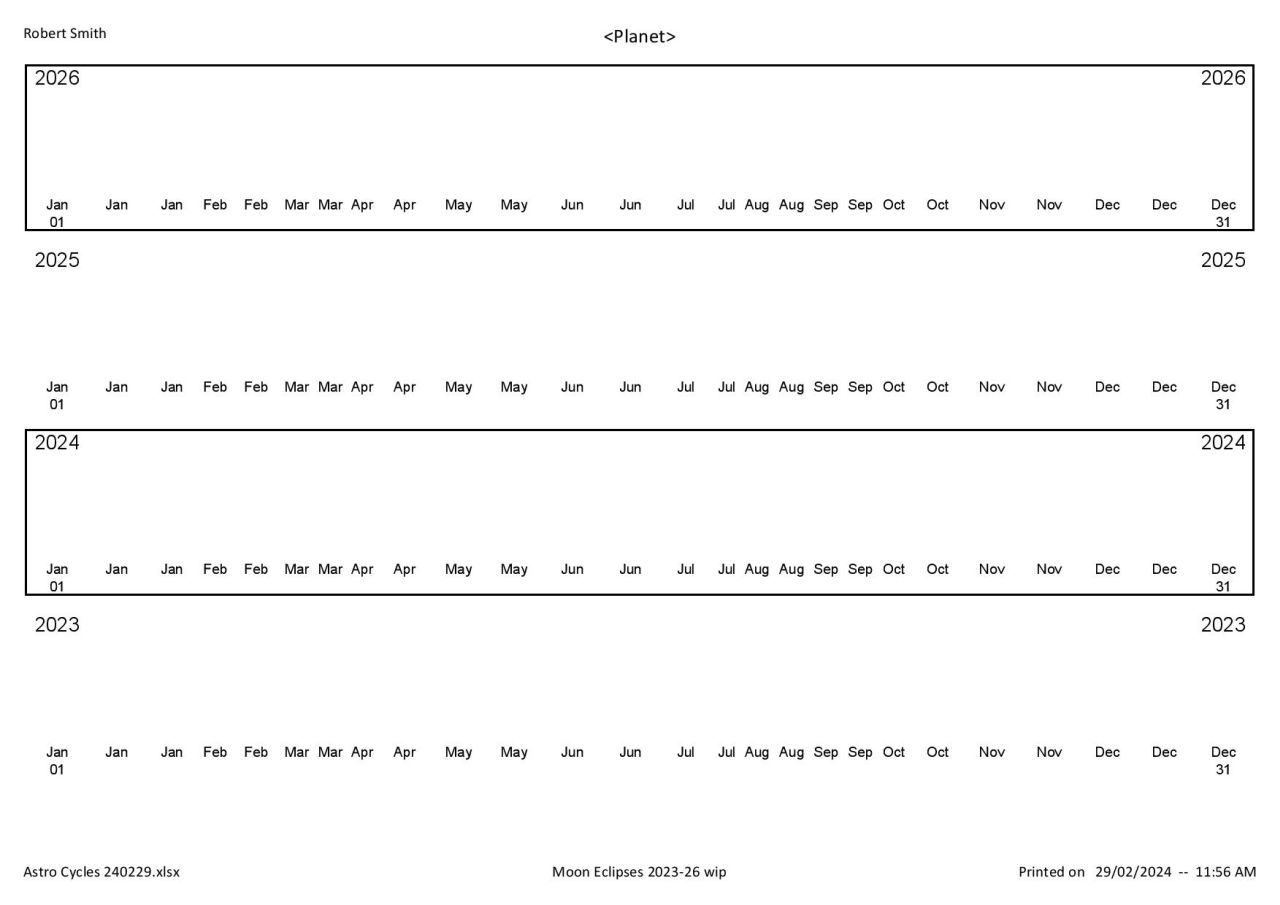 Robert Smith <Planet>
2026 2026
Jan Jan Jan Feb Feb Mar Mar Apr Apr May May Jun Jun Jul Jul Aug Aug Sep Sep Oct Oct Nov Nov Dec Dec Dec
01 31
2025 2025
Jan Jan Jan Feb Feb Mar Mar Apr Apr May May Jun Jun Jul Jul Aug Aug Sep Sep Oct Oct Nov Nov Dec Dec Dec
01 31
2024 2024
Jan Jan Jan Feb Feb Mar Mar Apr Apr May May Jun Jun Jul Jul Aug Aug Sep Sep Oct Oct Nov Nov Dec Dec Dec
01 31
2023 2023
Jan Jan Jan Feb Feb Mar Mar Apr Apr May May Jun Jun Jul Jul Aug Aug Sep Sep Oct Oct Nov Nov Dec Dec Dec
01 31
Astro Cycles 240229.xlsx Moon Eclipses 2023-26 wip Printed on 29/02/2024 -- 11:56 AM